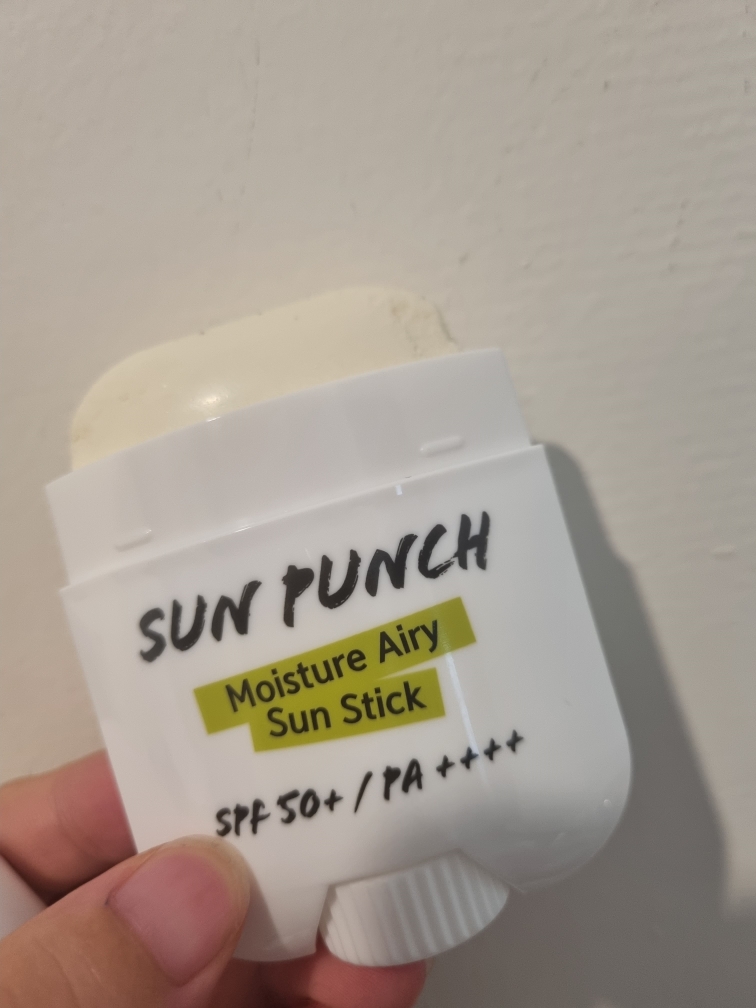 SUN PUNCH
Moisture Airy
Sun Stick
SPF 50+ / PA ++++